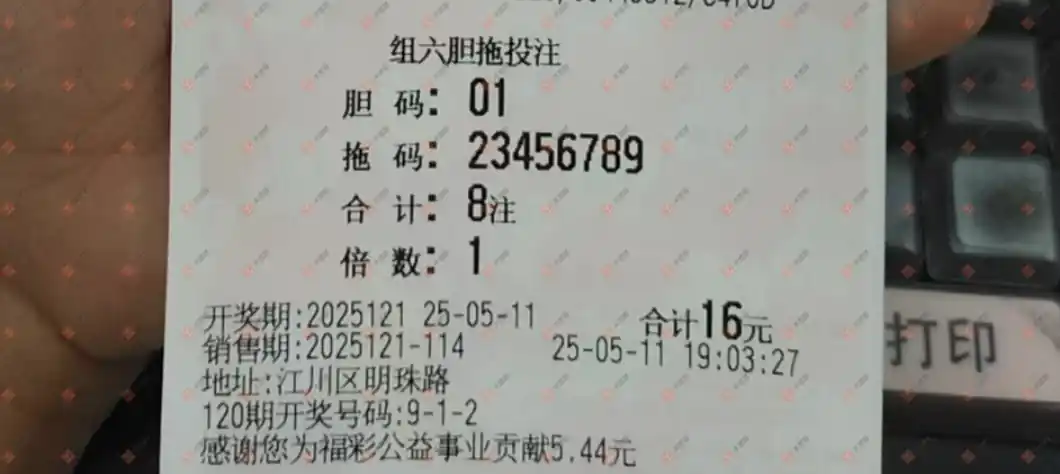 组六胆拖投注
胆 码: 01
拖 码: 23456789
合 计: 8注
倍 数: 1
开奖期:2025121 25-05-11 合计16元
销售期:2025121-114 25-05-11 19:03:27
地址:江川区明珠路
120期开奖号码:9-1-2
感谢您为福彩公益事业贡献5.44元
打印